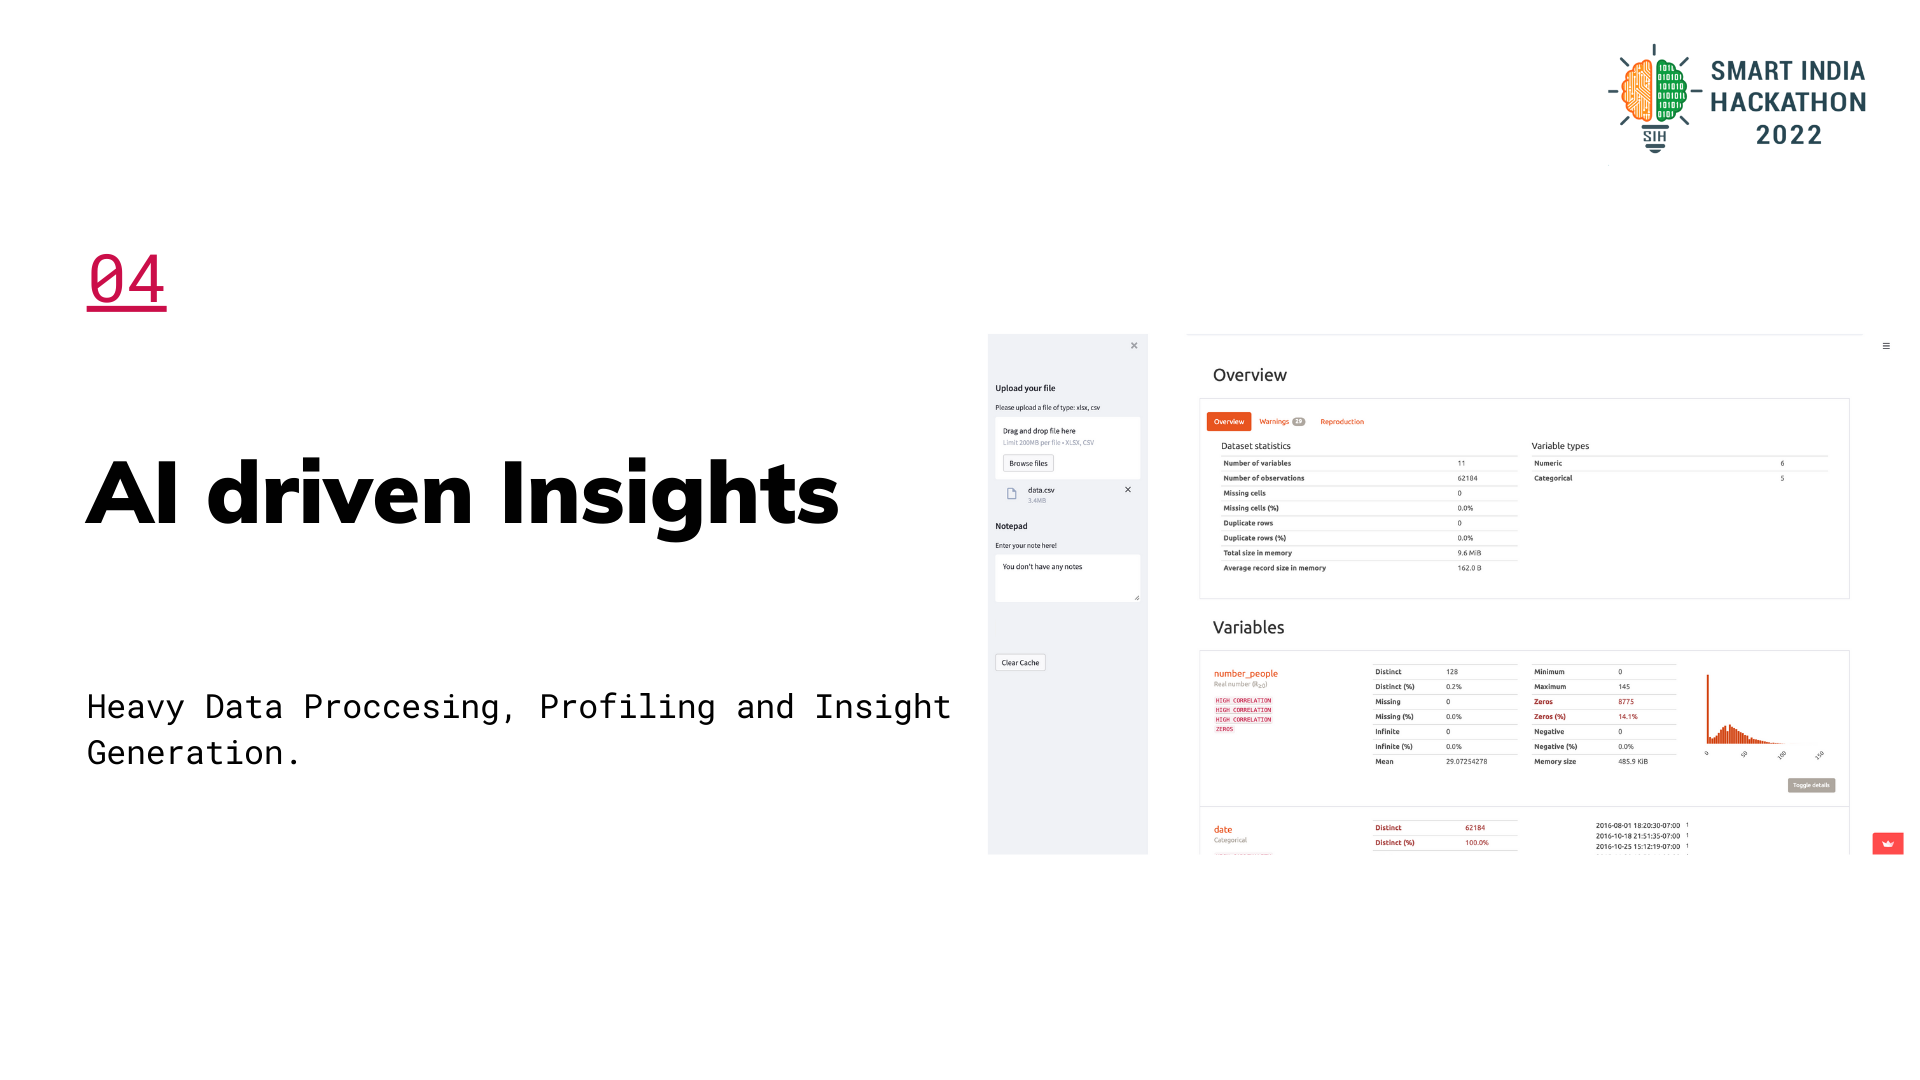 SMART INDIA
HACKATHON
2022
SIH
04
AI driven Insights
Heavy Data Proccesing, Profiling and Insight
Generation.
Upload your file
Please upload a file of type: xlsx, csv
Drag and drop file here
Limit 200MB per file • XLSX, CSV
Browse files
data.csv
3.4MB
Notepad
Enter your note here!
You don't have any notes
Clear Cache
Overview
Overview Warnings 29 Reproduction
Dataset statistics
Number of variables 11
Number of observations 62184
Missing cells 0
Missing cells (%) 0.0%
Duplicate rows 0
Duplicate rows (%) 0.0%
Total size in memory 9.6 MiB
Average record size in memory 162.0 B
Variable types
Numeric 6
Categorical 5
Variables
number_people
Real number (ℝ≥0)
HIGH CORRELATION
HIGH CORRELATION
HIGH CORRELATION
ZEROS
Distinct 128
Distinct (%) 0.2%
Missing 0
Missing (%) 0.0%
Infinite 0
Infinite (%) 0.0%
Mean 29.07254278
Minimum 0
Maximum 145
Zeros 8775
Zeros (%) 14.1%
Negative 0
Negative (%) 0.0%
Memory size 485.9 KiB
0 50 100 150
Toggle details
date
Categorical
Distinct 62184
Distinct (%) 100.0%
2016-08-01 18:20:30-07:00 1
2016-10-18 21:51:35-07:00 1
2016-10-25 15:12:19-07:00 1